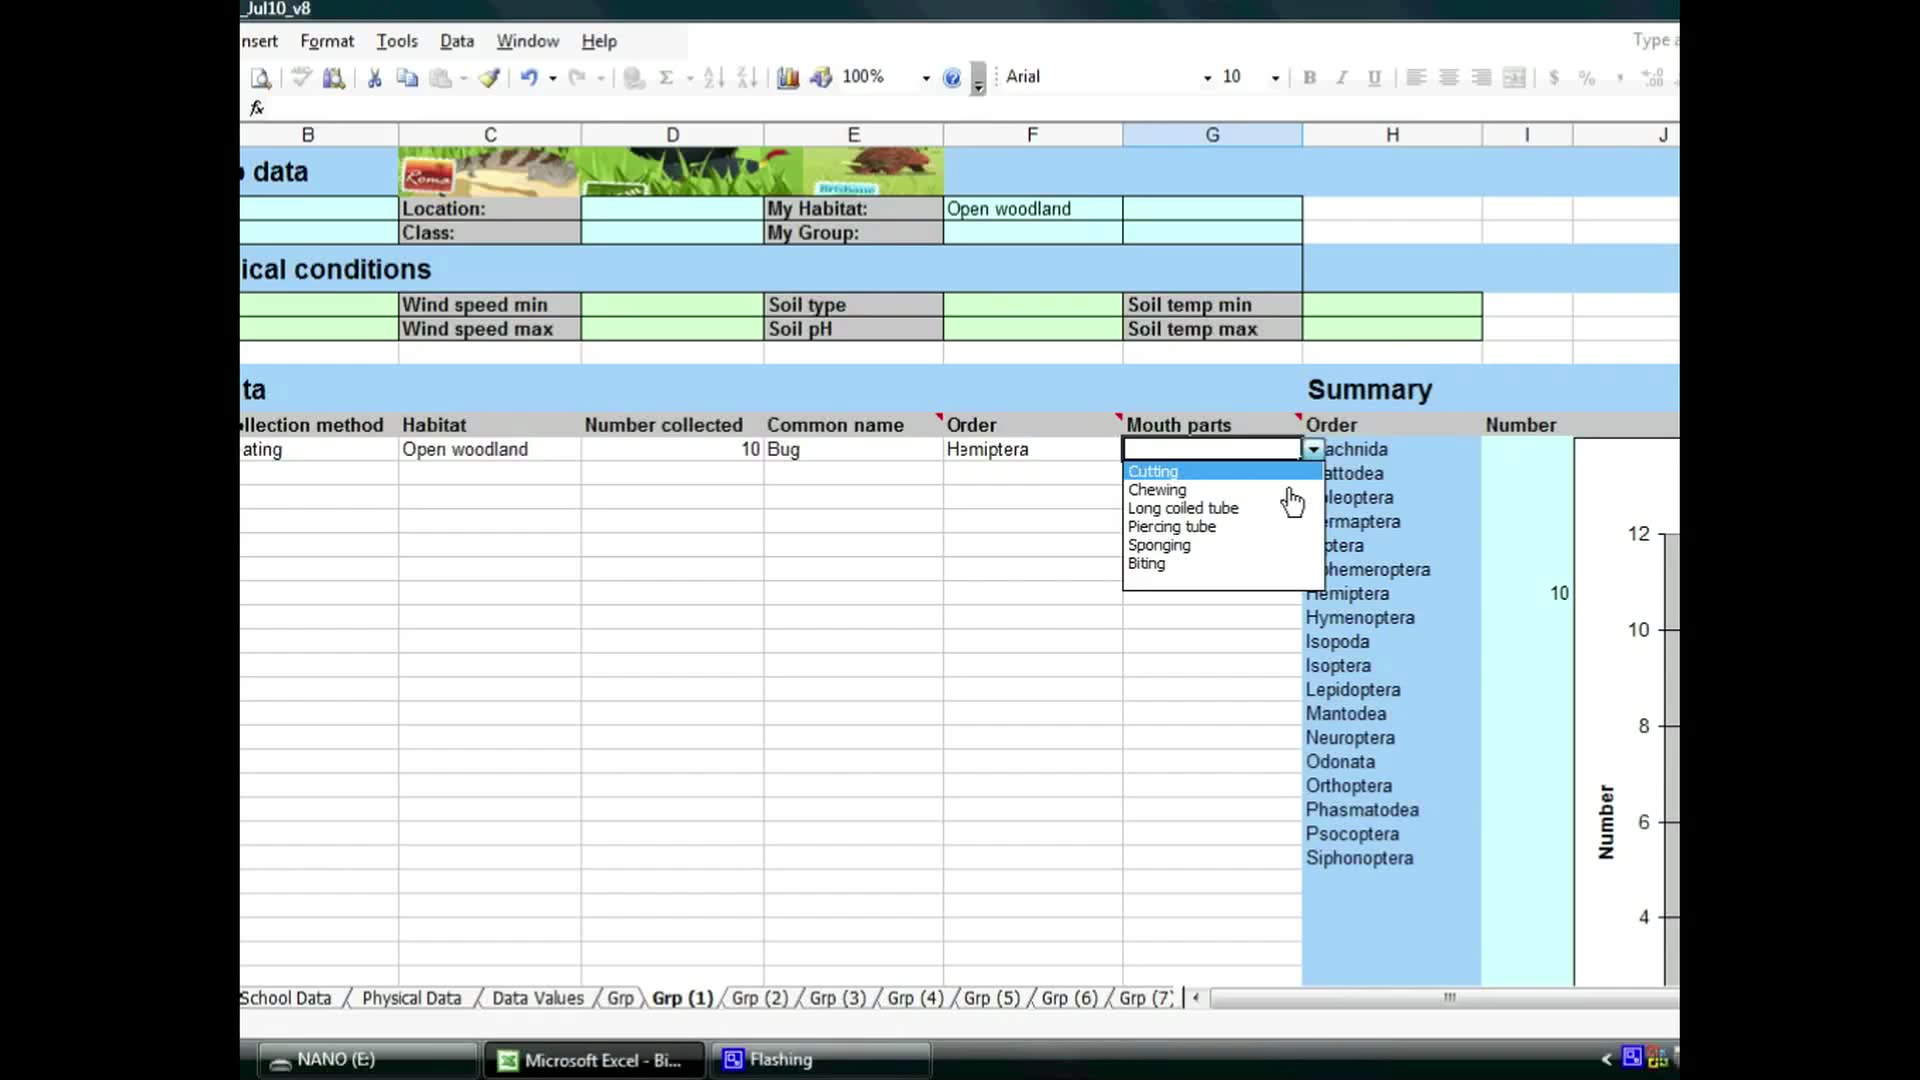 _Jul10_v8
nsert Format Tools Data Window Help Type a
100% Arial 10 B I U $ %
fx
B C D E F G H I J
data
Roma
Brisbane
Location: My Habitat: Open woodland
Class: My Group:
ical conditions
Wind speed min Soil type Soil temp min
Wind speed max Soil pH Soil temp max
ta Summary
llection method Habitat Number collected Common name Order Mouth parts Order Number
ating Open woodland 10 Bug Hemiptera achnida
Cutting attodea
Chewing
leoptera
Long coiled tube
Piercing tube ermaptera
Sponging ptera
Biting hemeroptera
Hemiptera 10
Hymenoptera
Isopoda
Isoptera
Lepidoptera
Mantodea
Neuroptera
Odonata
Orthoptera
Phasmatodea
Psocoptera
Siphonoptera
12
10
8
6
4
Number
School Data Physical Data Data Values Grp Grp (1) Grp (2) Grp (3) Grp (4) Grp (5) Grp (6) Grp (7)
NANO (E:) Microsoft Excel - Bi... Flashing